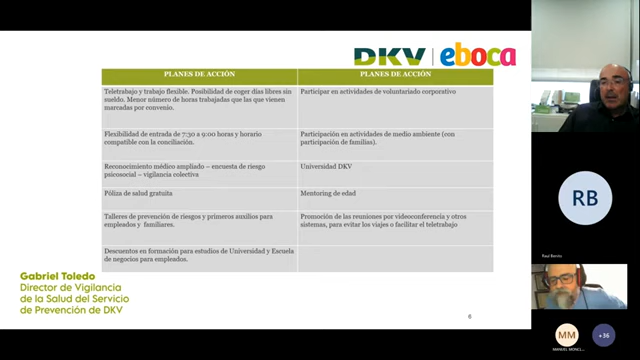 DKV eboca
PLANES DE ACCIÓN
PLANES DE ACCIÓN
Teletrabajo y trabajo flexible. Posibilidad de coger días libres sin
sueldo. Menor número de horas trabajadas que las que vienen
marcadas por convenio.
Participar en actividades de voluntariado corporativo
Flexibilidad de entrada de 7:30 a 9:00 horas y horario
compatible con la conciliación.
Participación en actividades de medio ambiente (con
participación de familias).
Reconocimiento médico ampliado – encuesta de riesgo
psicosocial – vigilancia colectiva
Universidad DKV
Póliza de salud gratuita
Mentoring de edad
Talleres de prevención de riesgos y primeros auxilios para
empleados y familiares.
Promoción de las reuniones por videoconferencia y otros
sistemas, para evitar los viajes o facilitar el teletrabajo
Descuentos en formación para estudios de Universidad y Escuela
de negocios para empleados.
Gabriel Toledo
Director de Vigilancia
de la Salud del Servicio
de Prevención de DKV
6
RB
Raul Benito
MM
+36